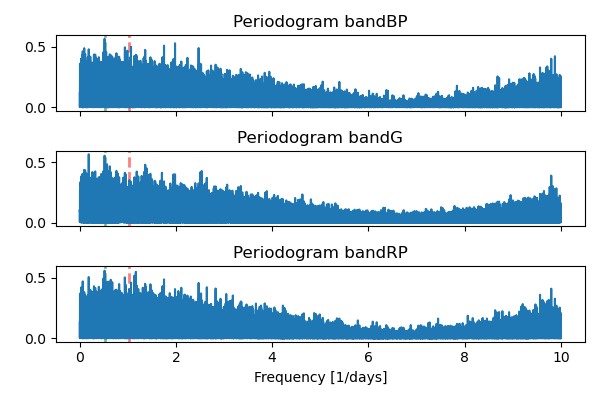 Periodogram bandBP
0.5
0.0
Periodogram bandG
0.5
0.0
Periodogram bandRP
0.5
0.0
0 2 4 6 8 10
Frequency [1/days]